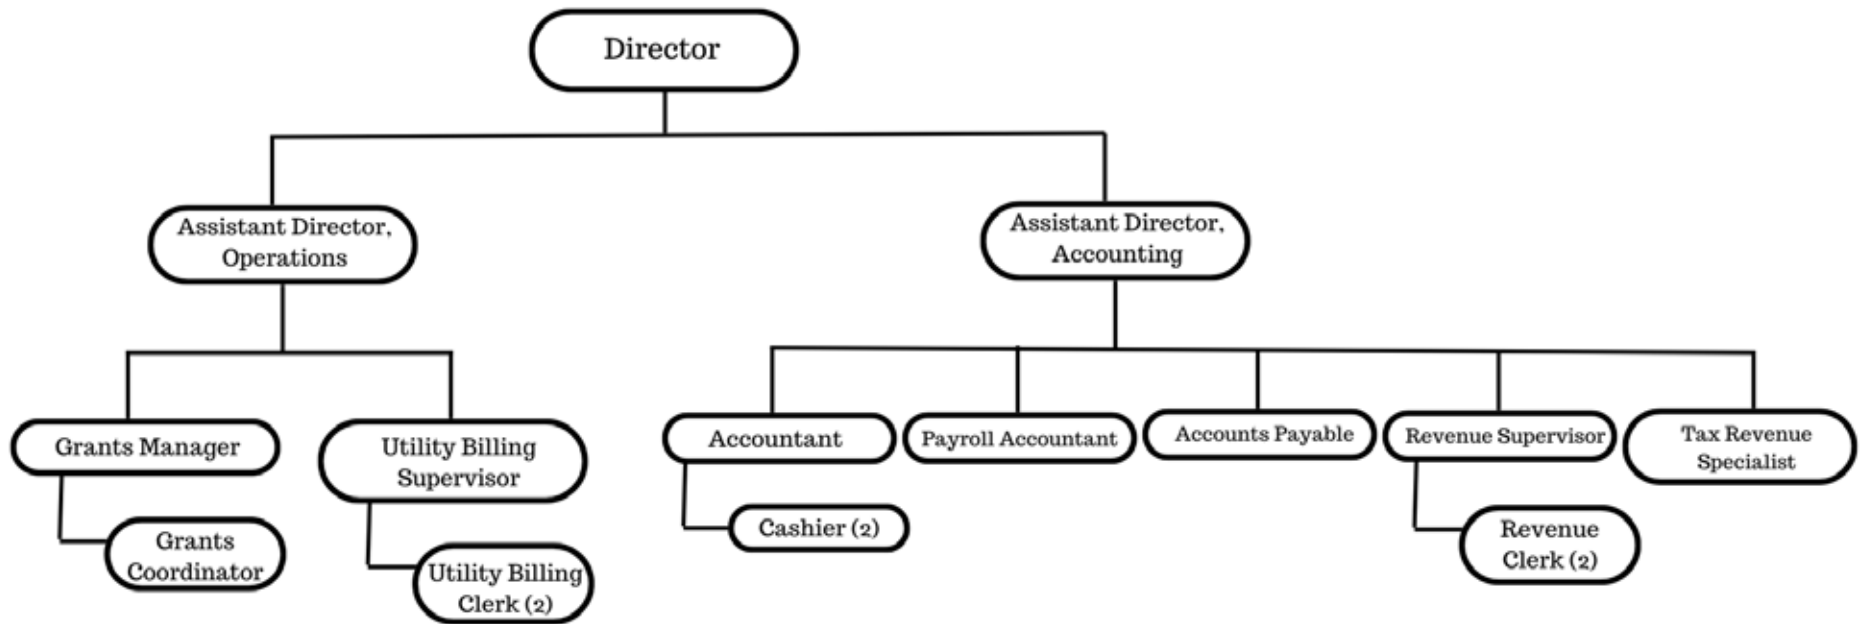 Director
Assistant Director,
Operations
Assistant Director,
Accounting
Grants Manager
Utility Billing
Supervisor
Accountant
Payroll Accountant
Accounts Payable
Revenue Supervisor
Tax Revenue
Specialist
Grants
Coordinator
Utility Billing
Clerk (2)
Cashier (2)
Revenue
Clerk (2)